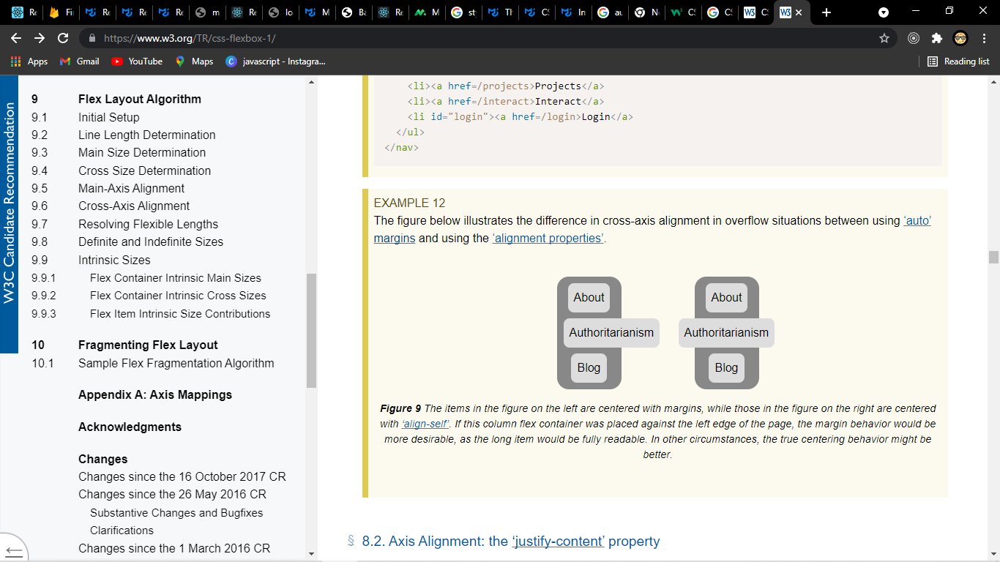 Re
Fi
Re
Re
Re
m
Re
lo
M
Ba
Re
M
st
Th
CS
In
au
N
CS
CS
CS
https://www.w3.org/TR/css-flexbox-1/
Apps
Gmail
YouTube
Maps
javascript - Instagra...
Reading list
W3C Candidate Recommendation
9 Flex Layout Algorithm
9.1 Initial Setup
9.2 Line Length Determination
9.3 Main Size Determination
9.4 Cross Size Determination
9.5 Main-Axis Alignment
9.6 Cross-Axis Alignment
9.7 Resolving Flexible Lengths
9.8 Definite and Indefinite Sizes
9.9 Intrinsic Sizes
9.9.1 Flex Container Intrinsic Main Sizes
9.9.2 Flex Container Intrinsic Cross Sizes
9.9.3 Flex Item Intrinsic Size Contributions
10 Fragmenting Flex Layout
10.1 Sample Flex Fragmentation Algorithm
Appendix A: Axis Mappings
Acknowledgments
Changes
Changes since the 16 October 2017 CR
Changes since the 26 May 2016 CR
Substantive Changes and Bugfixes
Clarifications
Changes since the 1 March 2016 CR
<li><a href=/projects>Projects</a>
<li><a href=/interact>Interact</a>
<li id="login"><a href=/login>Login</a>
</ul>
</nav>
EXAMPLE 12
The figure below illustrates the difference in cross-axis alignment in overflow situations between using ‘auto’
margins and using the ‘alignment properties’.
About
Authoritarianism
Blog
About
Authoritarianism
Blog
Figure 9 The items in the figure on the left are centered with margins, while those in the figure on the right are centered
with ‘align-self’. If this column flex container was placed against the left edge of the page, the margin behavior would be
more desirable, as the long item would be fully readable. In other circumstances, the true centering behavior might be
better.
§ 8.2. Axis Alignment: the ‘justify-content’ property